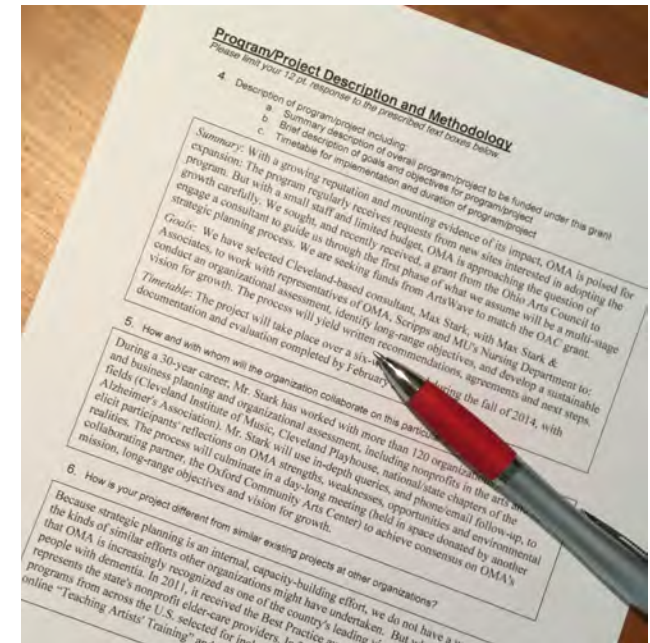 Program/Project Description and Methodology
Please limit your 12 pt. response to the prescribed text boxes below.
4. Description of program/project including:
a. Summary description of overall program/project to be funded under this grant
b. Brief description of goals and objectives for program/project
c. Timetable for implementation and duration of program/project
Summary: With a growing reputation and mounting evidence of its impact, OMA is poised for
expansion: The program regularly receives requests from new sites interested in adopting the
program. But with a small staff and limited budget, OMA is approaching the question of
growth carefully. We sought, and recently received, a grant from the Ohio Arts Council to
engage a consultant to guide us through the first phase of what we assume will be a multi-stage
strategic planning process. We are seeking funds from ArtsWave to match the OAC grant.
Goals: We have selected Cleveland-based consultant, Max Stark, with Max Stark &
Associates, to work with representatives of OMA, Scripps and MU's Nursing Department to:
conduct an organizational assessment, identify long-range objectives, and develop a sustainable
vision for growth. The process will yield written recommendations, agreements and next steps.
Timetable: The project will take place over a during the fall of 2014, with
documentation and evaluation completed by February
5. How and with whom will the organization collaborate on this
During a 30-year career, Mr. Stark has worked with more than 120
and business planning and organizational assessment, including nonprofits in the arts
fields (Cleveland Institute of Music, Cleveland Playhouse, national/state chapters of the
Alzheimer's Association). Mr. Stark will use in-depth queries, and phone/email follow-up, to
elicit participants' reflections on OMA strengths, weaknesses, opportunities and environmental
realities. The process will culminate in a day-long meeting (held in space donated by another
collaborating partner, the Oxford Community Arts Center) to achieve consensus on OMA's
mission, long-range objectives and vision for growth.
6. How is your project different from similar existing projects at other organizations?
Because strategic planning is an internal, capacity-building effort, we do not have a
the kinds of similar efforts other organizations might have undertaken. But
that OMA is increasingly recognized as one of the country's leading
people with dementia. In 2011, it received the Best Practice
represents the state's nonprofit elder-care providers.
programs from across the U.S. selected for
online "Teaching Artists' Training"